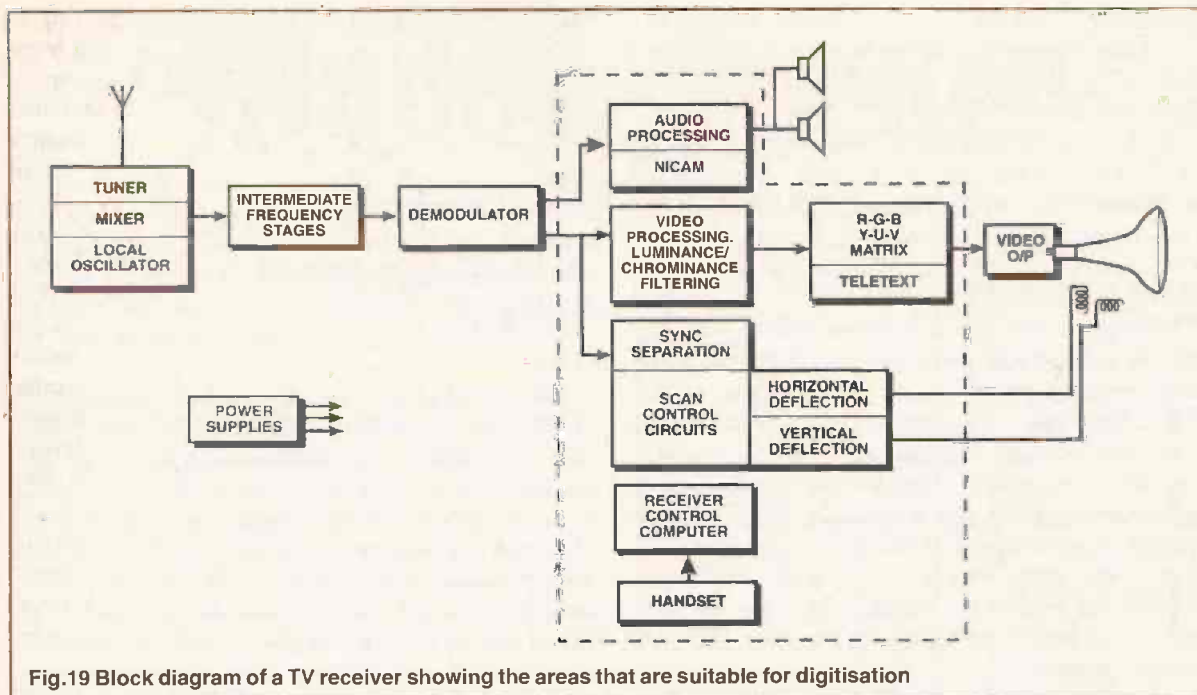 TUNER
MIXER
LOCAL
OSCILLATOR
INTERMEDIATE
FREQUENCY
STAGES
DEMODULATOR
AUDIO
PROCESSING
NICAM
VIDEO
PROCESSING.
LUMINANCE/
CHROMINANCE
FILTERING
R-G-B
Y-U-V
MATRIX
TELETEXT
VIDEO
O/P
SYNC
SEPARATION
SCAN
CONTROL
CIRCUITS
HORIZONTAL
DEFLECTION
VERTICAL
DEFLECTION
POWER
SUPPLIES
RECEIVER
CONTROL
COMPUTER
HANDSET
Fig.19 Block diagram of a TV receiver showing the areas that are suitable for digitisation